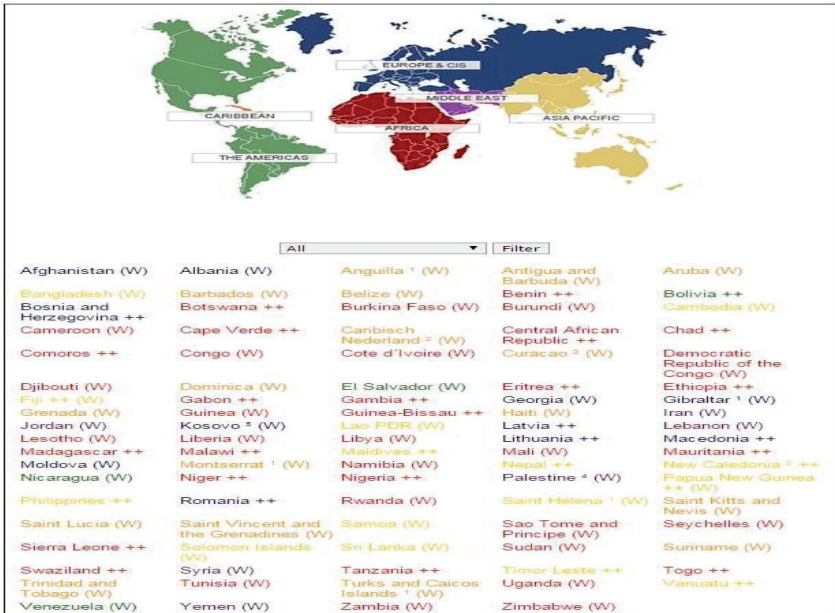 EUROPE & CIS
MIDDLE EAST
CARIBBEAN
ASIA PACIFIC
AFRICA
THE AMERICAS
All Filter
Afghanistan (W) Albania (W) Anguilla ¹ (W) Antigua and Barbuda (W) Aruba (W)
Bangladesh (W) Barbados (W) Belize (W) Benin ++ Bolivia ++
Bosnia and Herzegovina ++ Botswana ++ Burkina Faso (W) Burundi (W) Cambodia (W)
Cameroon (W) Cape Verde ++ Caribisch Nederland ² (W) Central African Republic ++ Chad ++
Comoros ++ Congo (W) Cote d'Ivoire (W) Curacao ² (W) Democratic Republic of the Congo (W)
Djibouti (W) Dominica (W) El Salvador (W) Eritrea ++ Ethiopia ++
Fiji ++ (W) Gabon ++ Gambia ++ Georgia (W) Gibraltar ¹ (W)
Grenada (W) Guinea (W) Guinea-Bissau ++ Haiti (W) Iran (W)
Jordan (W) Kosovo ⁵ (W) Lao PDR (W) Latvia ++ Lebanon (W)
Lesotho (W) Liberia (W) Libya (W) Lithuania ++ Macedonia ++
Madagascar ++ Malawi ++ Maldives ++ Mali (W) Mauritania ++
Moldova (W) Montserrat ¹ (W) Namibia (W) Nepal ++ New Caledonia ³ ++
Nicaragua (W) Niger ++ Nigeria ++ Palestine ⁴ (W) Papua New Guinea ++ (W)
Philippines ++ Romania ++ Rwanda (W) Saint Helena ¹ (W) Saint Kitts and Nevis (W)
Saint Lucia (W) Saint Vincent and the Grenadines (W) Samoa (W) Sao Tome and Principe (W) Seychelles (W)
Sierra Leone ++ Solomon Islands (W) Sri Lanka (W) Sudan (W) Suriname (W)
Swaziland ++ Syria (W) Tanzania ++ Timor Leste ++ Togo ++
Trinidad and Tobago (W) Tunisia (W) Turks and Caicos Islands ¹ (W) Uganda (W) Vanuatu ++
Venezuela (W) Yemen (W) Zambia (W) Zimbabwe (W)